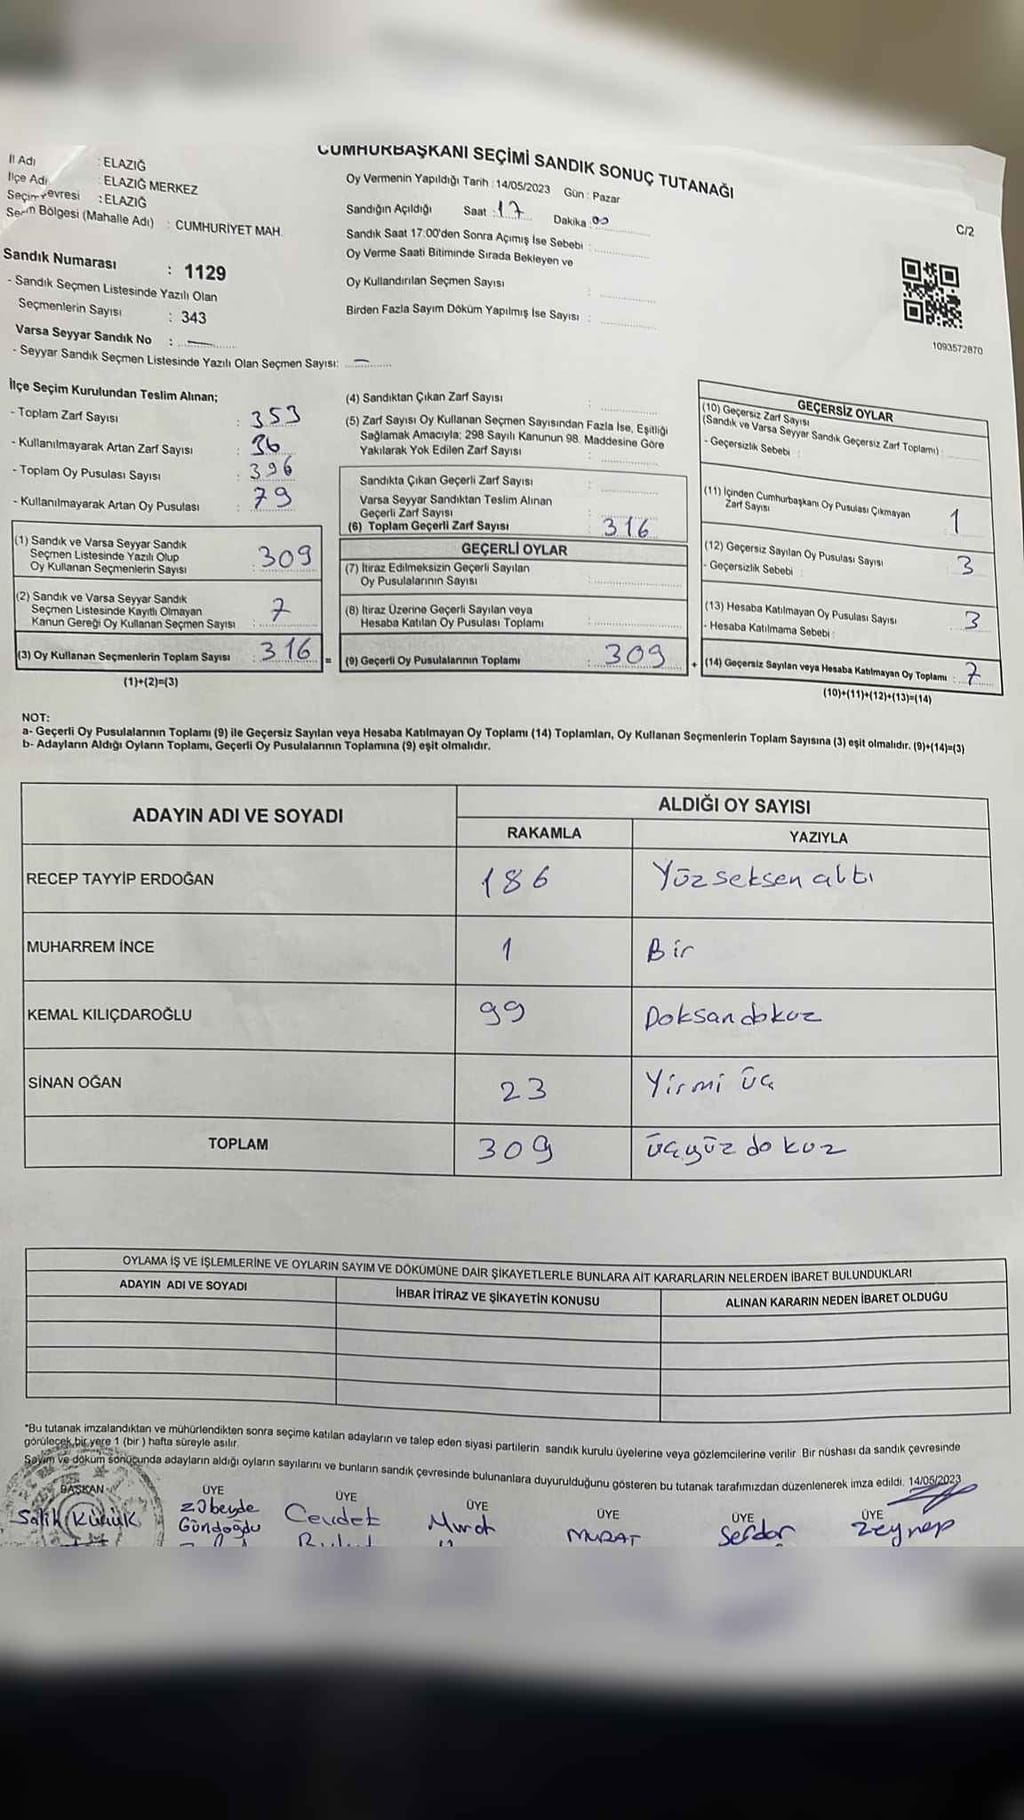 CUMHURBAŞKANI SEÇİMİ SANDIK SONUÇ TUTANAĞI
İl Adı : ELAZIĞ
İlçe Adı : ELAZIĞ MERKEZ
Seçim Çevresi : ELAZIĞ
Seçim Bölgesi (Mahalle Adı) : CUMHURİYET MAH.
Sandık Numarası : 1129
- Sandık Seçmen Listesinde Yazılı Olan
Seçmenlerin Sayısı : 343
Varsa Seyyar Sandık No : —
- Seyyar Sandık Seçmen Listesinde Yazılı Olan Seçmen Sayısı: —
Oy Vermenin Yapıldığı Tarih : 14/05/2023 Gün : Pazar
Sandığın Açıldığı Saat : 17 Dakika : 00
Sandık Saat 17:00'den Sonra Açımış İse Sebebi :
Oy Verme Saati Bitiminde Sırada Bekleyen ve
Oy Kullandırılan Seçmen Sayısı :
Birden Fazla Sayım Döküm Yapılmış İse Sayısı :
C/2
1093572870
İlçe Seçim Kurulundan Teslim Alınan;
- Toplam Zarf Sayısı : 353
- Kullanılmayarak Artan Zarf Sayısı : 36
- Toplam Oy Pusulası Sayısı : 396
- Kullanılmayarak Artan Oy Pusulası : 79
(1) Sandık ve Varsa Seyyar Sandık
Seçmen Listesinde Yazılı Olup
Oy Kullanan Seçmenlerin Sayısı : 309
(2) Sandık ve Varsa Seyyar Sandık
Seçmen Listesinde Kayıtlı Olmayan
Kanun Gereği Oy Kullanan Seçmen Sayısı : 7
(3) Oy Kullanan Seçmenlerin Toplam Sayısı : 316
(1)+(2)=(3)
(4) Sandıktan Çıkan Zarf Sayısı :
(5) Zarf Sayısı Oy Kullanan Seçmen Sayısından Fazla İse, Eşitliği
Sağlamak Amacıyla; 298 Sayılı Kanunun 98. Maddesine Göre
Yakılarak Yok Edilen Zarf Sayısı :
Sandıkta Çıkan Geçerli Zarf Sayısı :
Varsa Seyyar Sandıktan Teslim Alınan
Geçerli Zarf Sayısı :
(6) Toplam Geçerli Zarf Sayısı : 316
GEÇERLİ OYLAR
(7) İtiraz Edilmeksizin Geçerli Sayılan
Oy Pusulalarının Sayısı :
(8) İtiraz Üzerine Geçerli Sayılan veya
Hesaba Katılan Oy Pusulası Toplamı :
= (9) Geçerli Oy Pusulalarının Toplamı : 309
GEÇERSİZ OYLAR
(10) Geçersiz Zarf Sayısı
(Sandık ve Varsa Seyyar Sandık Geçersiz Zarf Toplamı) :
- Geçersizlik Sebebi :
(11) İçinden Cumhurbaşkanı Oy Pusulası Çıkmayan
Zarf Sayısı 1
(12) Geçersiz Sayılan Oy Pusulası Sayısı : 3
- Geçersizlik Sebebi :
(13) Hesaba Katılmayan Oy Pusulası Sayısı : 3
- Hesaba Katılmama Sebebi :
+ (14) Geçersiz Sayılan veya Hesaba Katılmayan Oy Toplamı : 7
(10)+(11)+(12)+(13)=(14)
NOT:
a- Geçerli Oy Pusulalarının Toplamı (9) ile Geçersiz Sayılan veya Hesaba Katılmayan Oy Toplamı (14) Toplamları, Oy Kullanan Seçmenlerin Toplam Sayısına (3) eşit olmalıdır. (9)+(14)=(3)
b- Adayların Aldığı Oyların Toplamı, Geçerli Oy Pusulalarının Toplamına (9) eşit olmalıdır.
ADAYIN ADI VE SOYADI
ALDIĞI OY SAYISI
RAKAMLA YAZIYLA
RECEP TAYYİP ERDOĞAN 186 Yüzseksen altı
MUHARREM İNCE 1 Bir
KEMAL KILIÇDAROĞLU 99 Doksandokuz
SİNAN OĞAN 23 Yirmi üç
TOPLAM 309 üçyüz dokuz
OYLAMA İŞ VE İŞLEMLERİNE VE OYLARIN SAYIM VE DÖKÜMÜNE DAİR ŞİKAYETLERLE BUNLARA AİT KARARLARIN NELERDEN İBARET BULUNDUKLARI
ADAYIN ADI VE SOYADI İHBAR İTİRAZ VE ŞİKAYETİN KONUSU ALINAN KARARIN NEDEN İBARET OLDUĞU
*Bu tutanak imzalandıktan ve mühürlendikten sonra seçime katılan adayların ve talep eden siyasi partilerin sandık kurulu üyelerine veya gözlemcilerine verilir. Bir nüshası da sandık çevresinde
görülecek bir yere 1 (bir ) hafta süreyle asılır.
Sayım ve döküm sonucunda adayların aldığı oyların sayılarını ve bunların sandık çevresinde bulunanlara duyurulduğunu gösteren bu tutanak tarafımızdan düzenlenerek imza edildi. 14/05/2023
BAŞKAN ÜYE ÜYE ÜYE ÜYE ÜYE ÜYE
Salih Küçük Zübeyde Cevdet Murat MURAT Serdar Zeynep
Gündoğdu Bulut